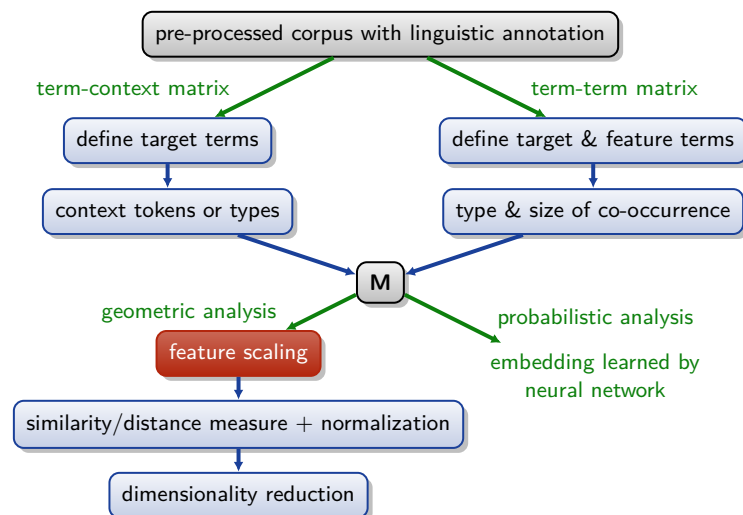 pre-processed corpus with linguistic annotation
term-context matrix
term-term matrix
define target terms
define target & feature terms
context tokens or types
type & size of co-occurrence
M
geometric analysis
probabilistic analysis
feature scaling
embedding learned by
neural network
similarity/distance measure + normalization
dimensionality reduction